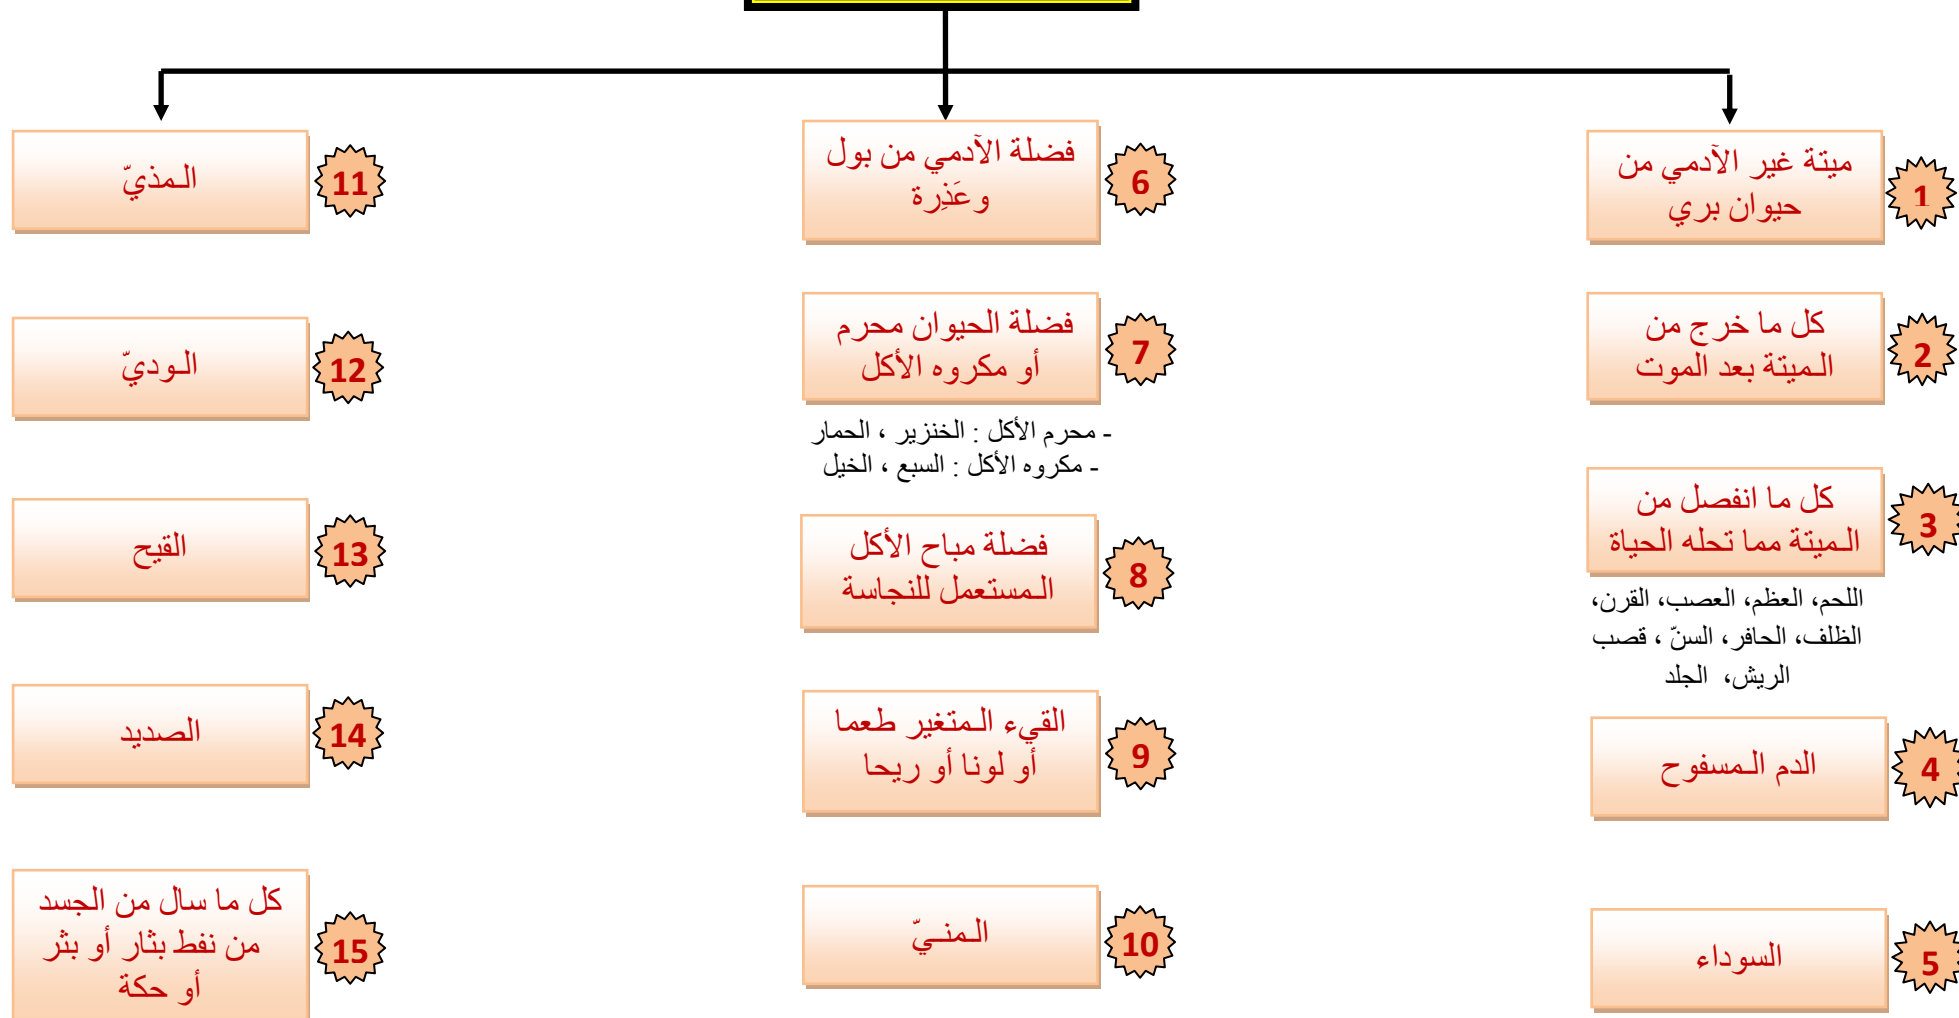 1
ميتة غير الآدمي من
حيوان بري
2
كل ما خرج من
الـميتة بعد الموت
3
كل ما انفصل من
الـميتة مما تحله الحياة
اللحم، العظم، العصب، القرن،
الظلف، الحافر، السنّ ، قصب
الريش، الجلد
4
الدم الـمسفوح
5
السوداء
6
فضلة الآدمي من بول
وعَذِرة
7
فضلة الحيوان محرم
أو مكروه الأكل
- محرم الأكل : الخنزير ، الحمار
- مكروه الأكل : السبع ، الخيل
8
فضلة مباح الأكل
الـمستعمل للنجاسة
9
القيء الـمتغير طعما
أو لونا أو ريحا
10
الـمنـيّ
11
الـمذيّ
12
الـوديّ
13
القيح
14
الصديد
15
كل ما سال من الجسد
من نفط بثار أو بثر
أو حكة